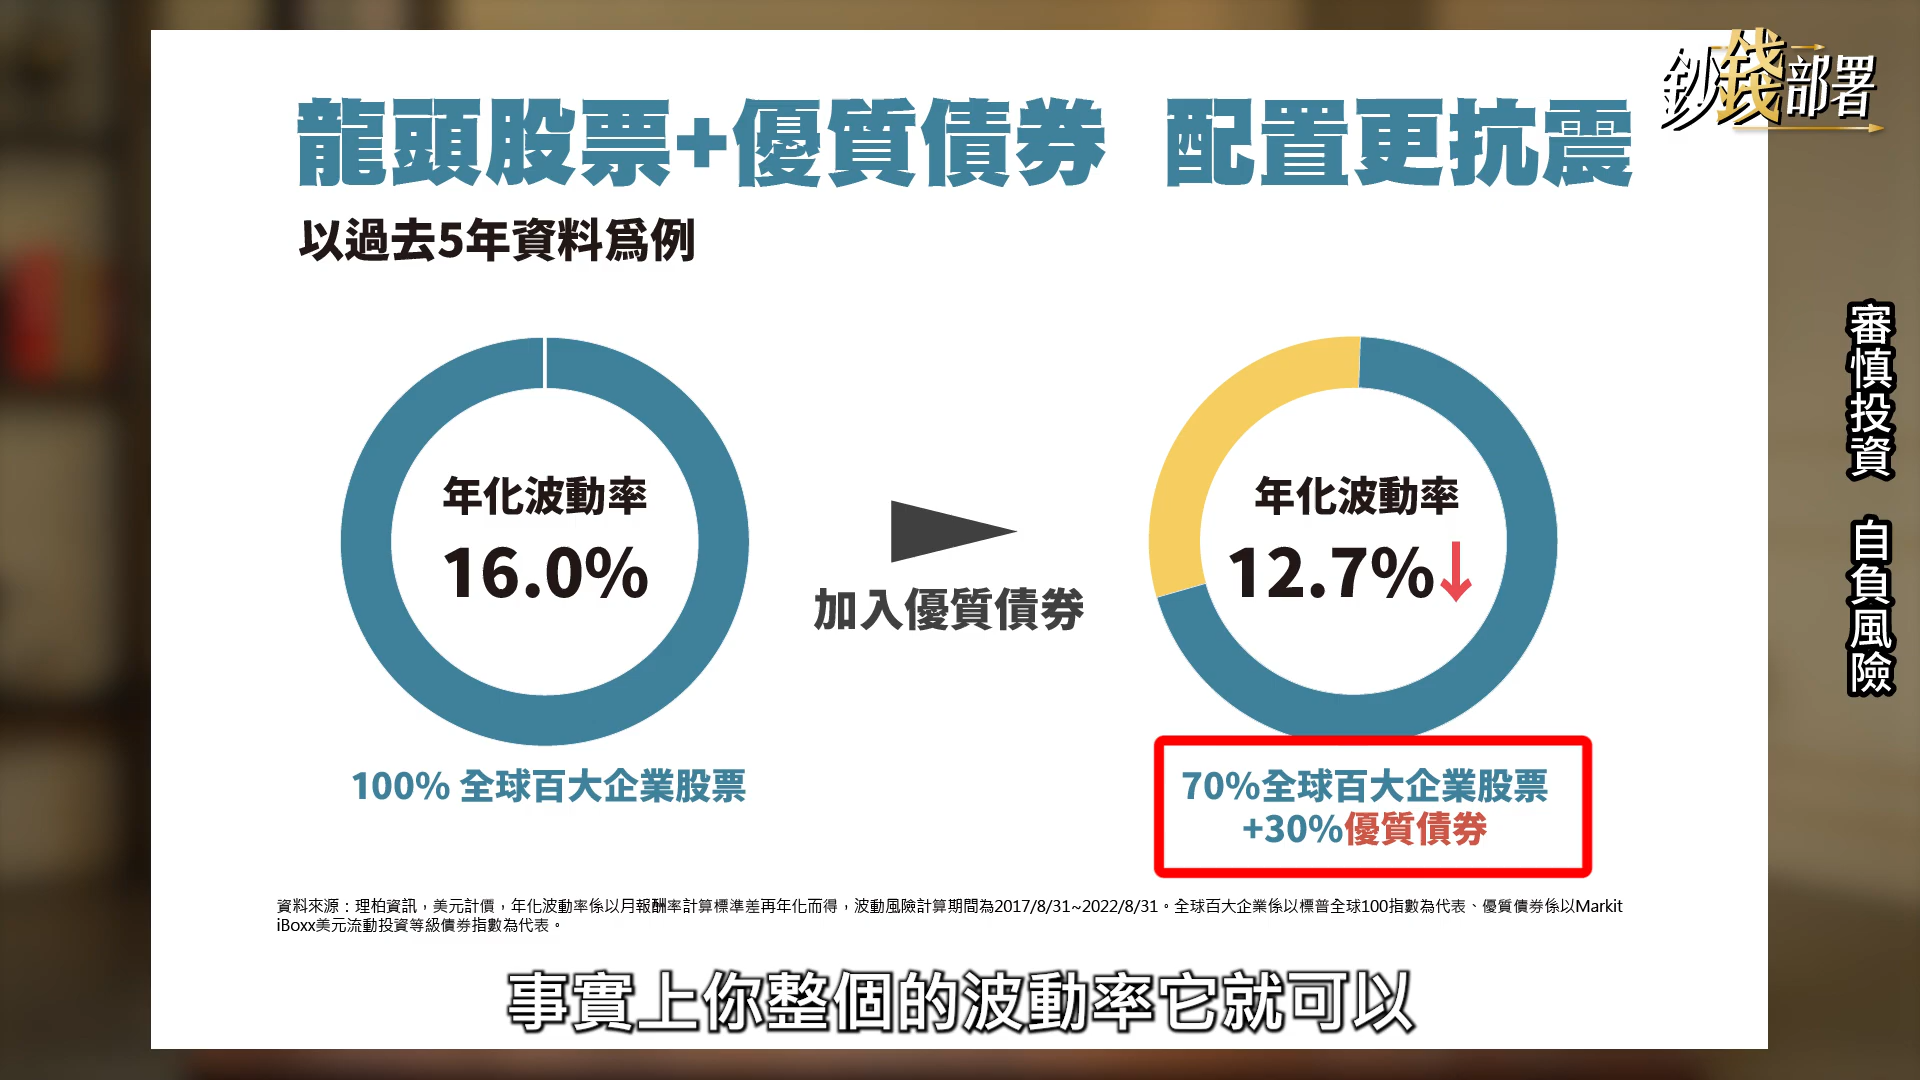 鈔錢部署
龍頭股票+優質債券 配置更抗震
以過去5年資料爲例
年化波動率
16.0%
100% 全球百大企業股票
加入優質債券
年化波動率
12.7%↓
70%全球百大企業股票
+30%優質債券
資料來源：理柏資訊，美元計價，年化波動率係以月報酬率計算標準差再年化而得，波動風險計算期間為2017/8/31~2022/8/31。全球百大企業係以標普全球100指數為代表、優質債券係以Markit
iBoxx美元流動投資等級債券指數為代表。
事實上你整個的波動率它就可以
審慎投資 自負風險